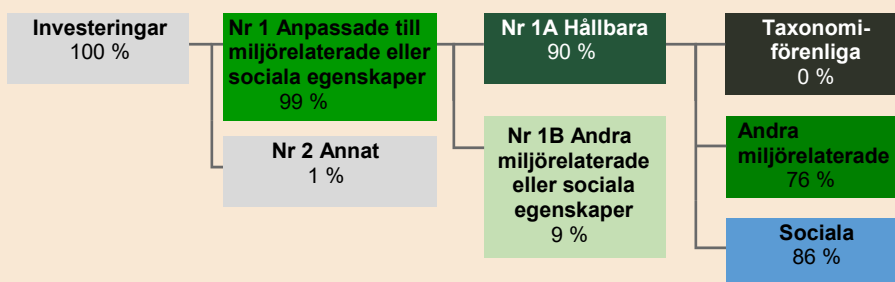 Investeringar
100 %
Nr 1 Anpassade till
miljörelaterade eller
sociala egenskaper
99 %
Nr 2 Annat
1 %
Nr 1A Hållbara
90 %
Nr 1B Andra
miljörelaterade
eller sociala
egenskaper
9 %
Taxonomi-
förenliga
0 %
Andra
miljörelaterade
76 %
Sociala
86 %